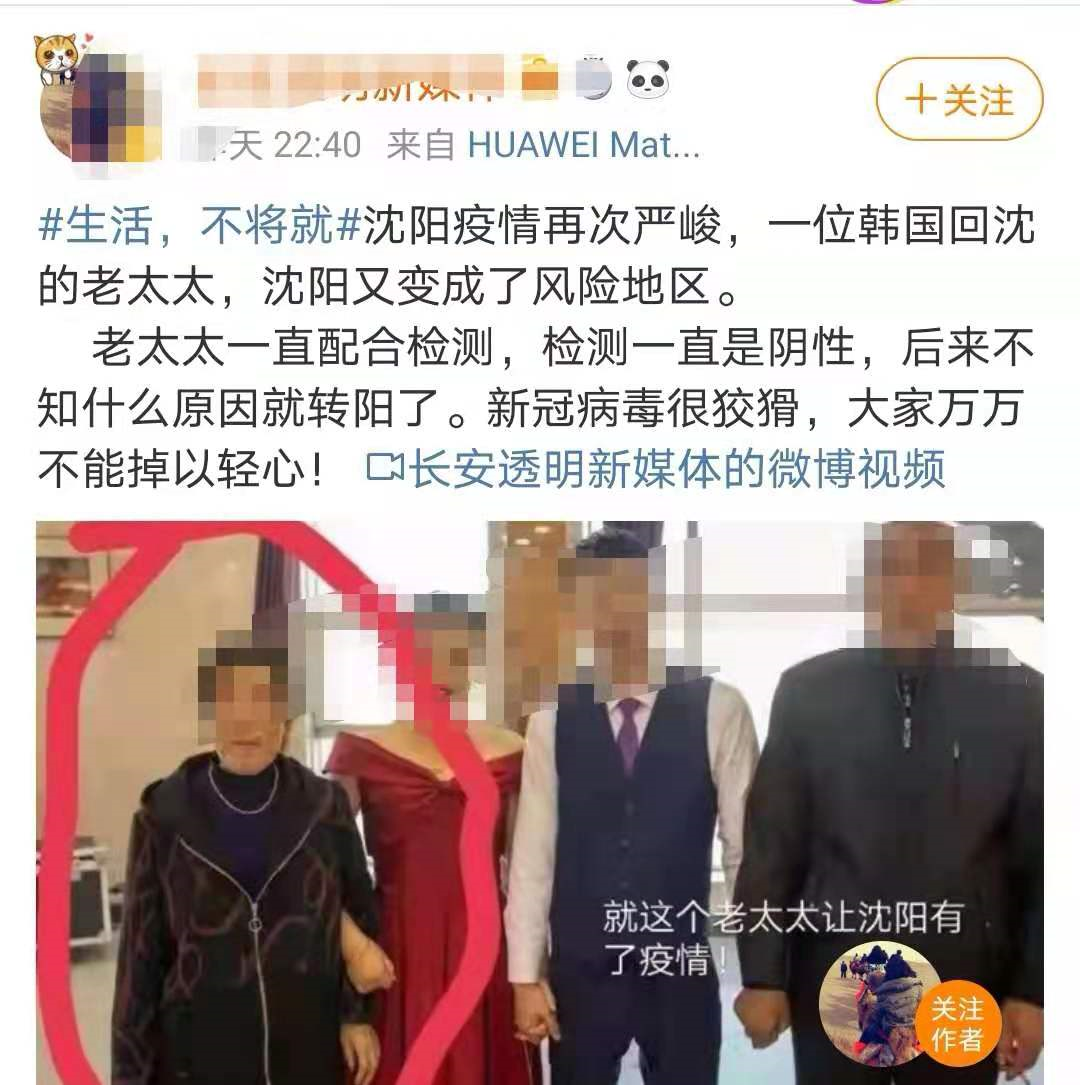 天 22:40 来自 HUAWEI Mat...
+关注
#生活，不将就#沈阳疫情再次严峻，一位韩国回沈
的老太太，沈阳又变成了风险地区。
老太太一直配合检测，检测一直是阴性，后来不
知什么原因就转阳了。新冠病毒很狡猾，大家万万
不能掉以轻心！ 长安透明新媒体的微博视频
就这个老太太让沈阳有
了疫情！
关注
作者